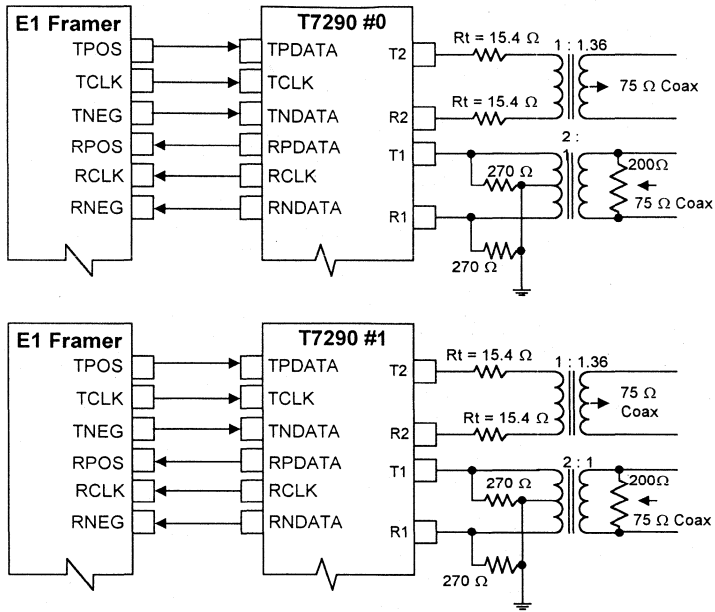 E1 Framer
T7290 #0
TPOS
TPDATA
T2
Rt = 15.4 Ω
1 : 1.36
TCLK
TCLK
75 Ω Coax
TNEG
TNDATA
R2
Rt = 15.4 Ω
RPOS
RPDATA
T1
2 :
1
270 Ω
200Ω
RCLK
RCLK
75 Ω Coax
RNEG
RNDATA
R1
270 Ω
E1 Framer
T7290 #1
TPOS
TPDATA
T2
Rt = 15.4 Ω
1 : 1.36
TCLK
TCLK
75 Ω
Coax
TNEG
TNDATA
R2
Rt = 15.4 Ω
RPOS
RPDATA
T1
2 : 1
270 Ω
200Ω
RCLK
RCLK
75 Ω Coax
RNEG
RNDATA
R1
270 Ω